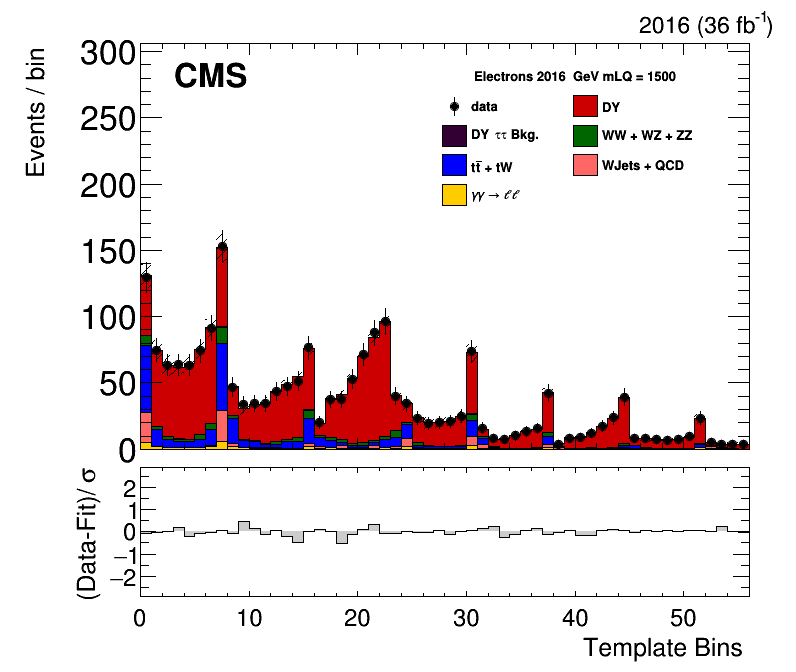 2016 (36 fb-1)
Events / bin
300
250
200
150
100
50
0
CMS
Electrons 2016 GeV mLQ = 1500
data
DY
DY ττ Bkg.
WW + WZ + ZZ
tt̅ + tW
WJets + QCD
γγ → ℓℓ
(Data-Fit)/ σ
2
1
0
−1
−2
0 10 20 30 40 50
Template Bins